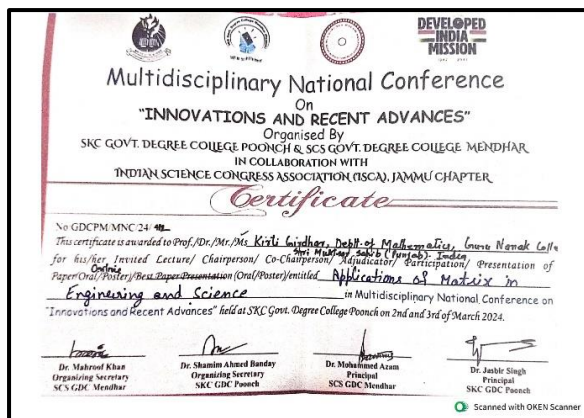 DEVELOPED
INDIA
MISSION
Multidisciplinary National Conference
On
"INNOVATIONS AND RECENT ADVANCES"
Organised By
SKC GOVT. DEGREE COLLEGE POONCH & SCS GOVT. DEGREE COLLEGE MENDHAR
IN COLLABORATION WITH
INDIAN SCIENCE CONGRESS ASSOCIATION (ISCA), JAMMU CHAPTER
Certificate
No GDCPM/MNC/24/
This certificate is awarded to Prof./Dr./Mr./Ms Kirti Girdhar, Deptt. of Mathematics, Guru Nanak Colle
Shri Muktsar Sahib (Punjab) India
for his/her Invited Lecture/ Chairperson/ Co-Chairperson/ Adjudicator/ Participation/ Presentation of
Online
Paper(Oral/Poster)/Best Paper Presentation (Oral/Poster)/entitled Applications of Matrix in
Engineering and Science in Multidisciplinary National Conference on
"Innovations and Recent Advances" held at SKC Govt. Degree College Poonch on 2nd and 3rd of March 2024.
Dr. Mahroof Khan
Organizing Secretary
SCS GDC Mendhar
Dr. Shamim Ahmed Banday
Organizing Secretary
SKC GDC Poonch
Dr. Mohammed Azam
Principal
SCS GDC Mendhar
Dr. Jasbir Singh
Principal
SKC GDC Poonch
Scanned with OKEN Scanner